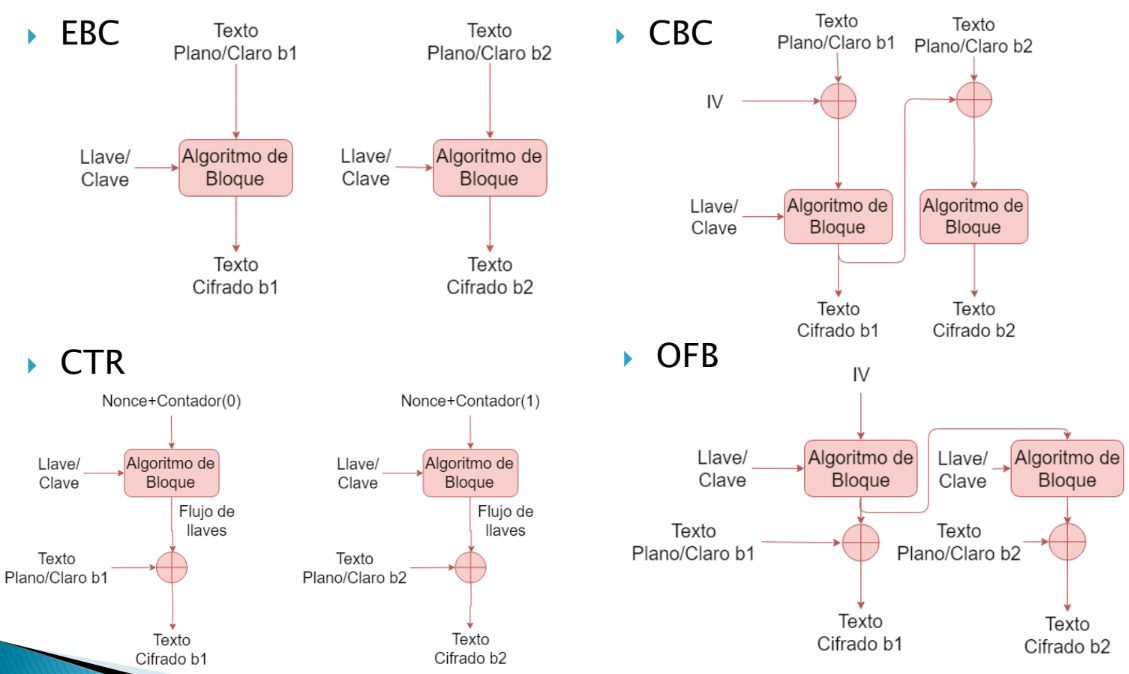 EBC
Texto
Plano/Claro b1
Texto
Plano/Claro b2
Llave/
Clave
Algoritmo de
Bloque
Llave/
Clave
Algoritmo de
Bloque
Texto
Cifrado b1
Texto
Cifrado b2
CBC
Texto
Plano/Claro b1
Texto
Plano/Claro b2
IV
Llave/
Clave
Algoritmo de
Bloque
Algoritmo de
Bloque
Texto
Cifrado b1
Texto
Cifrado b2
CTR
Nonce+Contador(0)
Nonce+Contador(1)
Llave/
Clave
Algoritmo de
Bloque
Llave/
Clave
Algoritmo de
Bloque
Flujo de
llaves
Flujo de
llaves
Texto
Plano/Claro b1
Texto
Plano/Claro b2
Texto
Cifrado b1
Texto
Cifrado b2
OFB
IV
Llave/
Clave
Algoritmo de
Bloque
Llave/
Clave
Algoritmo de
Bloque
Texto
Plano/Claro b1
Texto
Plano/Claro b2
Texto
Cifrado b1
Texto
Cifrado b2